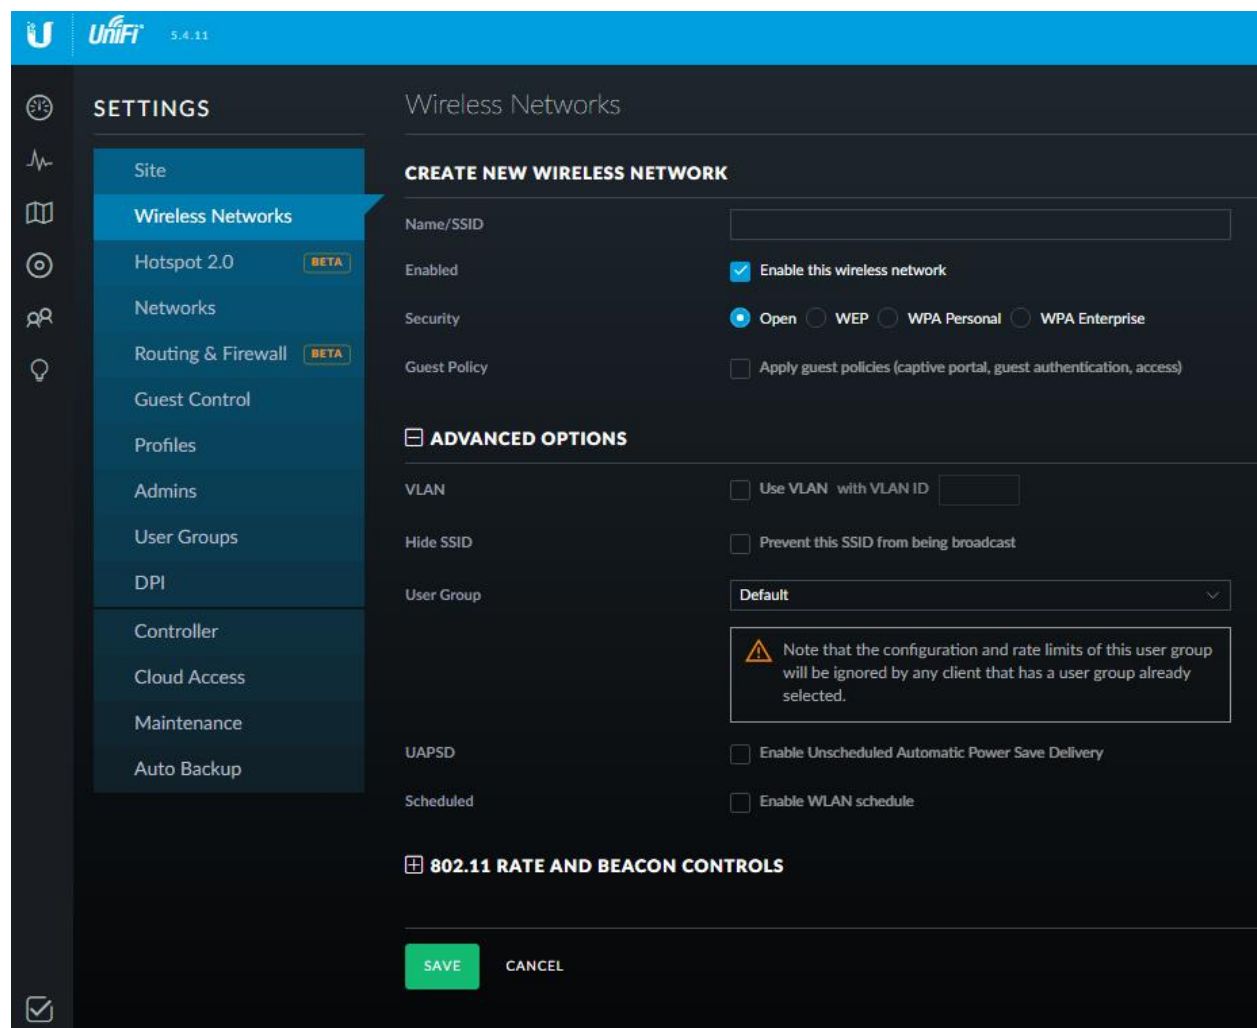 UniFi 5.4.11
SETTINGS
Site
Wireless Networks
Hotspot 2.0 BETA
Networks
Routing & Firewall BETA
Guest Control
Profiles
Admins
User Groups
DPI
Controller
Cloud Access
Maintenance
Auto Backup
Wireless Networks
CREATE NEW WIRELESS NETWORK
Name/SSID
Enabled Enable this wireless network
Security Open WEP WPA Personal WPA Enterprise
Guest Policy Apply guest policies (captive portal, guest authentication, access)
ADVANCED OPTIONS
VLAN Use VLAN with VLAN ID
Hide SSID Prevent this SSID from being broadcast
User Group Default
Note that the configuration and rate limits of this user group
will be ignored by any client that has a user group already
selected.
UAPSD Enable Unscheduled Automatic Power Save Delivery
Scheduled Enable WLAN schedule
802.11 RATE AND BEACON CONTROLS
SAVE CANCEL